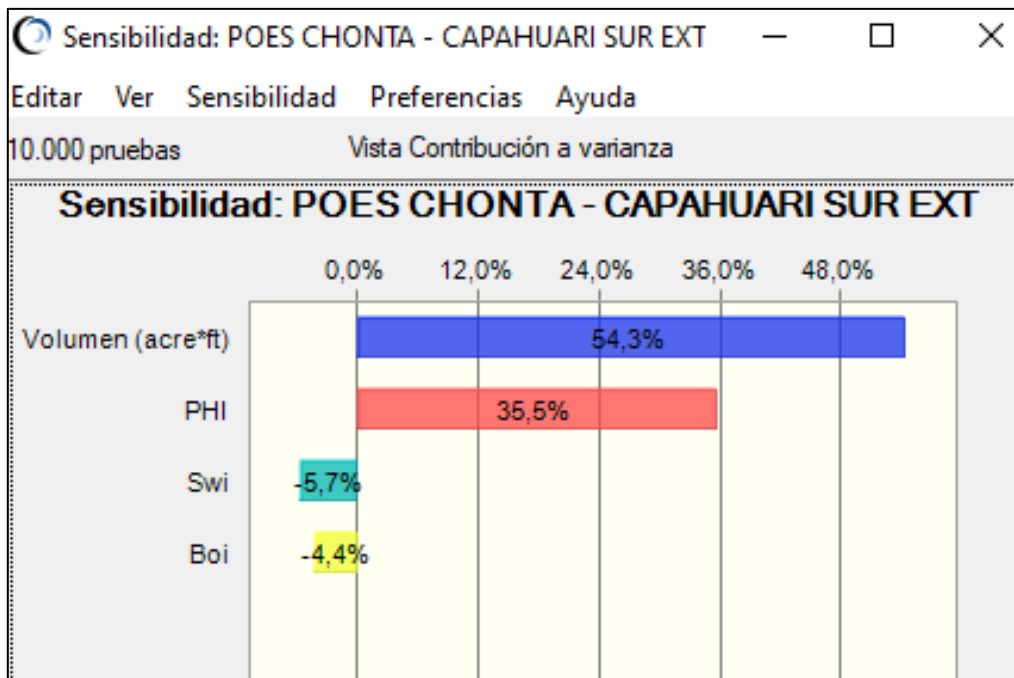 Sensibilidad: POES CHONTA - CAPAHUARI SUR EXT
Editar Ver Sensibilidad Preferencias Ayuda
10.000 pruebas Vista Contribución a varianza
Sensibilidad: POES CHONTA - CAPAHUARI SUR EXT
0,0% 12,0% 24,0% 36,0% 48,0%
Volumen (acre*ft) 54,3%
PHI 35,5%
Swi -5,7%
Boi -4,4%